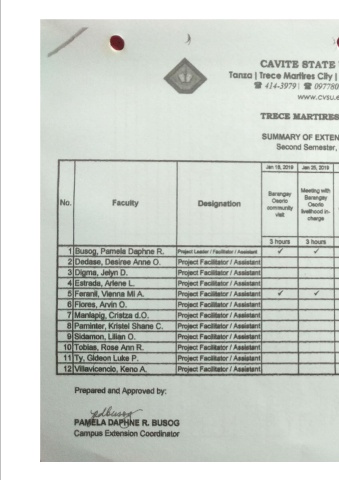 CAVITE STATE
Tanza | Trece Martires City |
☎ 414-3979 | ☎ 097780
www.cvsu.e
TRECE MARTIRES
SUMMARY OF EXTEN
Second Semester,
Jan 18, 2019 Jan 25, 2019
No. Faculty Designation Barangay Osorio community visit Meeting with Barangay Osorio livelihood in-charge
3 hours 3 hours
1 Busog, Pamela Daphne R. Project Leader / Facilitator / Assistant ✓ ✓
2 Dedase, Desiree Anne O. Project Facilitator / Assistant
3 Digma, Jelyn D. Project Facilitator / Assistant
4 Estrada, Arlene L. Project Facilitator / Assistant
5 Feranil, Vienna Mi A. Project Facilitator / Assistant ✓ ✓
6 Flores, Arvin O. Project Facilitator / Assistant
7 Manlapig, Cristza d.O. Project Facilitator / Assistant
8 Paminter, Kristel Shane C. Project Facilitator / Assistant
9 Sidamon, Lilian O. Project Facilitator / Assistant
10 Tobias, Rose Ann R. Project Facilitator / Assistant
11 Ty, Gideon Luke P. Project Facilitator / Assistant
12 Villavicencio, Keno A. Project Facilitator / Assistant
Prepared and Approved by:
PAMELA DAPHNE R. BUSOG
Campus Extension Coordinator